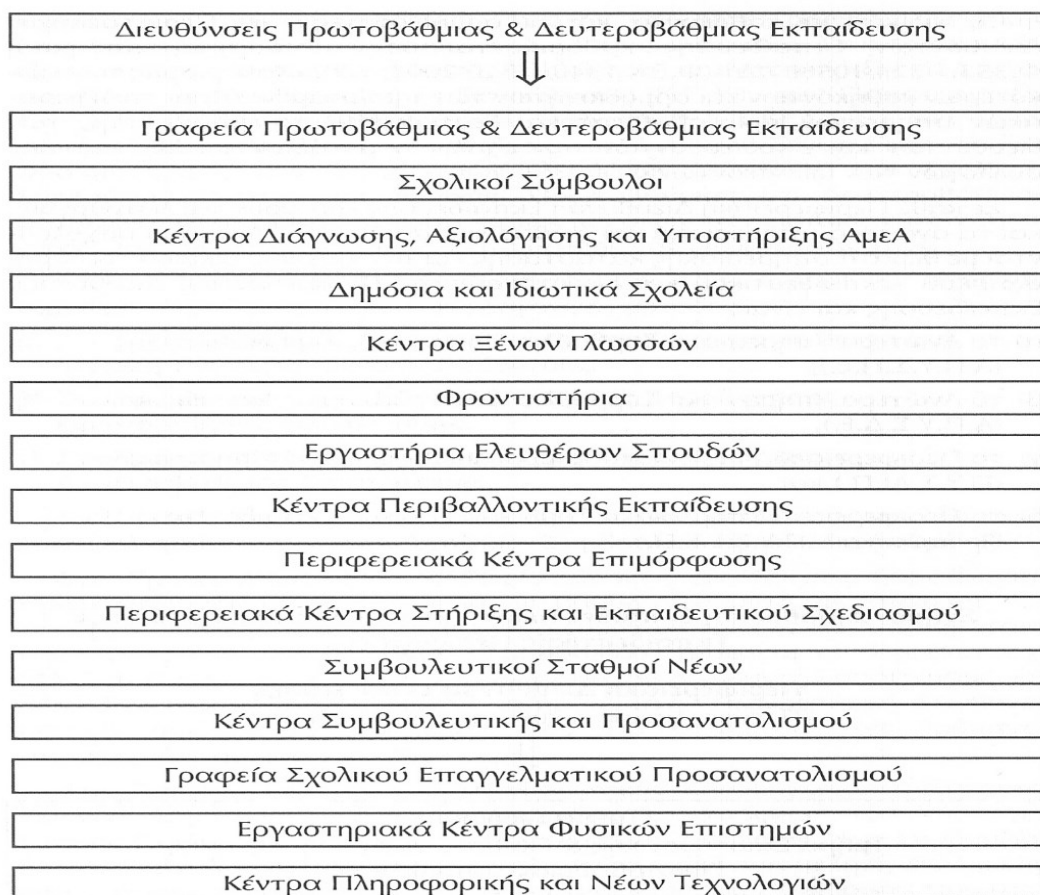 Διευθύνσεις Πρωτοβάθμιας & Δευτεροβάθμιας Εκπαίδευσης
Γραφεία Πρωτοβάθμιας & Δευτεροβάθμιας Εκπαίδευσης
Σχολικοί Σύμβουλοι
Κέντρα Διάγνωσης, Αξιολόγησης και Υποστήριξης ΑμεΑ
Δημόσια και Ιδιωτικά Σχολεία
Κέντρα Ξένων Γλωσσών
Φροντιστήρια
Εργαστήρια Ελευθέρων Σπουδών
Κέντρα Περιβαλλοντικής Εκπαίδευσης
Περιφερειακά Κέντρα Επιμόρφωσης
Περιφερειακά Κέντρα Στήριξης και Εκπαιδευτικού Σχεδιασμού
Συμβουλευτικοί Σταθμοί Νέων
Κέντρα Συμβουλευτικής και Προσανατολισμού
Γραφεία Σχολικού Επαγγελματικού Προσανατολισμού
Εργαστηριακά Κέντρα Φυσικών Επιστημών
Κέντρα Πληροφορικής και Νέων Τεχνολογιών